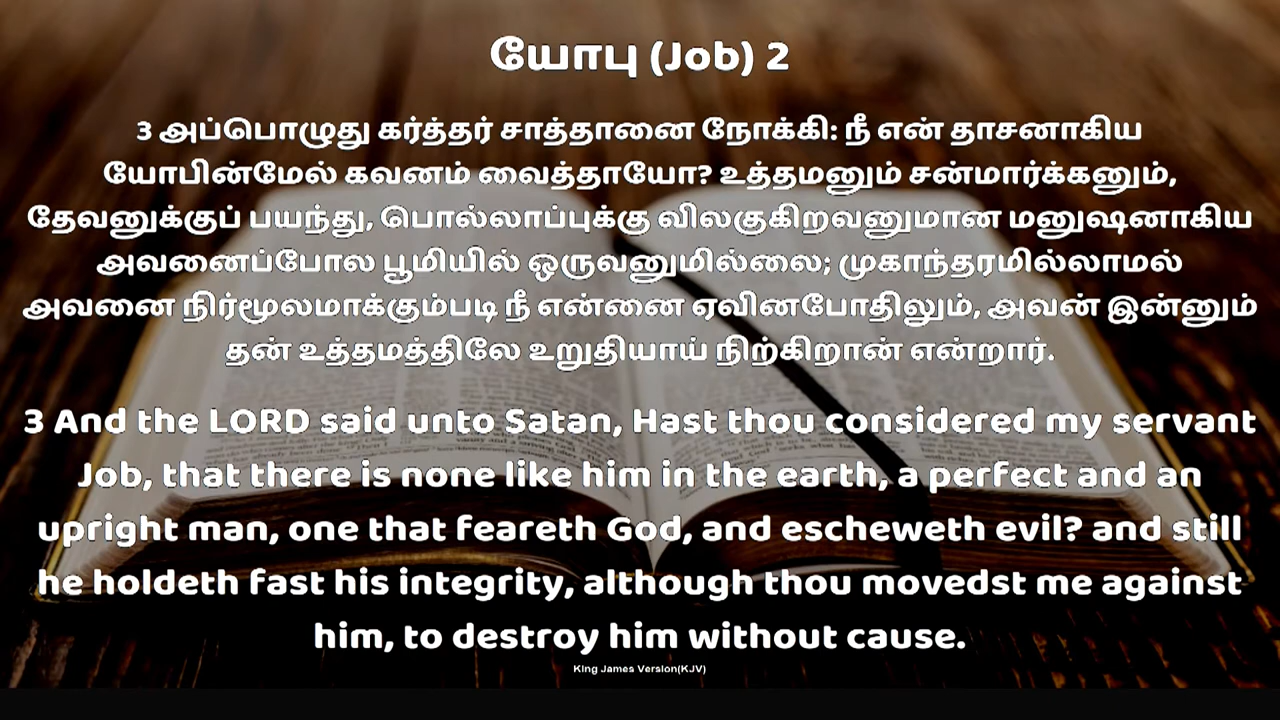 யோபு (Job) 2
3 அப்பொழுது கர்த்தர் சாத்தானை நோக்கி: நீ என் தாசனாகிய
யோபின்மேல் கவனம் வைத்தாயோ? உத்தமனும் சன்மார்க்கனும்,
தேவனுக்குப் பயந்து, பொல்லாப்புக்கு விலகுகிறவனுமான மனுஷனாகிய
அவனைப்போல பூமியில் ஒருவனுமில்லை; முகாந்தரமில்லாமல்
அவனை நிர்மூலமாக்கும்படி நீ என்னை ஏவினபோதிலும், அவன் இன்னும்
தன் உத்தமத்திலே உறுதியாய் நிற்கிறான் என்றார்.
3 And the LORD said unto Satan, Hast thou considered my servant
Job, that there is none like him in the earth, a perfect and an
upright man, one that feareth God, and escheweth evil? and still
he holdeth fast his integrity, although thou movedst me against
him, to destroy him without cause.
King James Version(KJV)